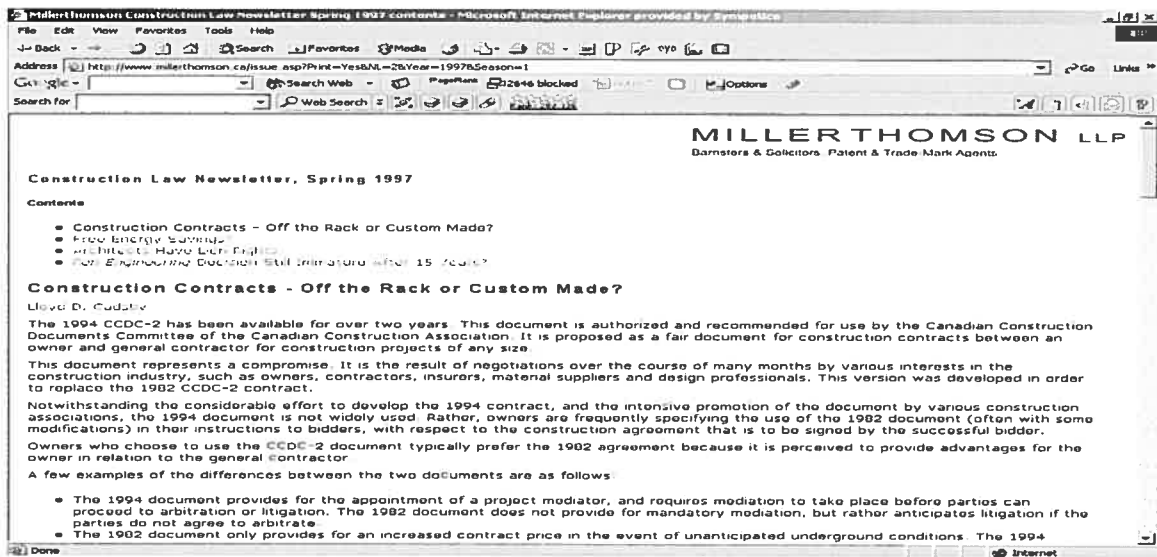 Millerthomson Construction Law Newsletter Spring 1997 contents - Microsoft Internet Explorer provided by Sympatico
File Edit View Favorites Tools Help
Back Search Favorites Media
Address http://www.millerthomson.ca/issue.asp?Print=Yes&NL=2&Year=1997&Season=1 Go Links »
Google Search Web PageRank 2646 blocked Options
Search for Web Search
MILLER THOMSON LLP
Barristers & Solicitors Patent & Trade-Mark Agents
Construction Law Newsletter, Spring 1997
Contents
• Construction Contracts - Off the Rack or Custom Made?
• Free Energy Savings?
• Architects Have Lien Rights
• Engineering Decision Still Immature After 15 Years?
Construction Contracts - Off the Rack or Custom Made?
Lloyd D.
The 1994 CCDC-2 has been available for over two years. This document is authorized and recommended for use by the Canadian Construction
Documents Committee of the Canadian Construction Association. It is proposed as a fair document for construction contracts between an
owner and general contractor for construction projects of any size.
This document represents a compromise. It is the result of negotiations over the course of many months by various interests in the
construction industry, such as owners, contractors, insurers, material suppliers and design professionals. This version was developed in order
to replace the 1982 CCDC-2 contract.
Notwithstanding the considerable effort to develop the 1994 contract, and the intensive promotion of the document by various construction
associations, the 1994 document is not widely used. Rather, owners are frequently specifying the use of the 1982 document (often with some
modifications) in their instructions to bidders, with respect to the construction agreement that is to be signed by the successful bidder.
Owners who choose to use the CCDC-2 document typically prefer the 1982 agreement because it is perceived to provide advantages for the
owner in relation to the general contractor.
A few examples of the differences between the two documents are as follows:
• The 1994 document provides for the appointment of a project mediator, and requires mediation to take place before parties can
proceed to arbitration or litigation. The 1982 document does not provide for mandatory mediation, but rather anticipates litigation if the
parties do not agree to arbitrate.
• The 1982 document only provides for an increased contract price in the event of unanticipated underground conditions. The 1994
Done Internet